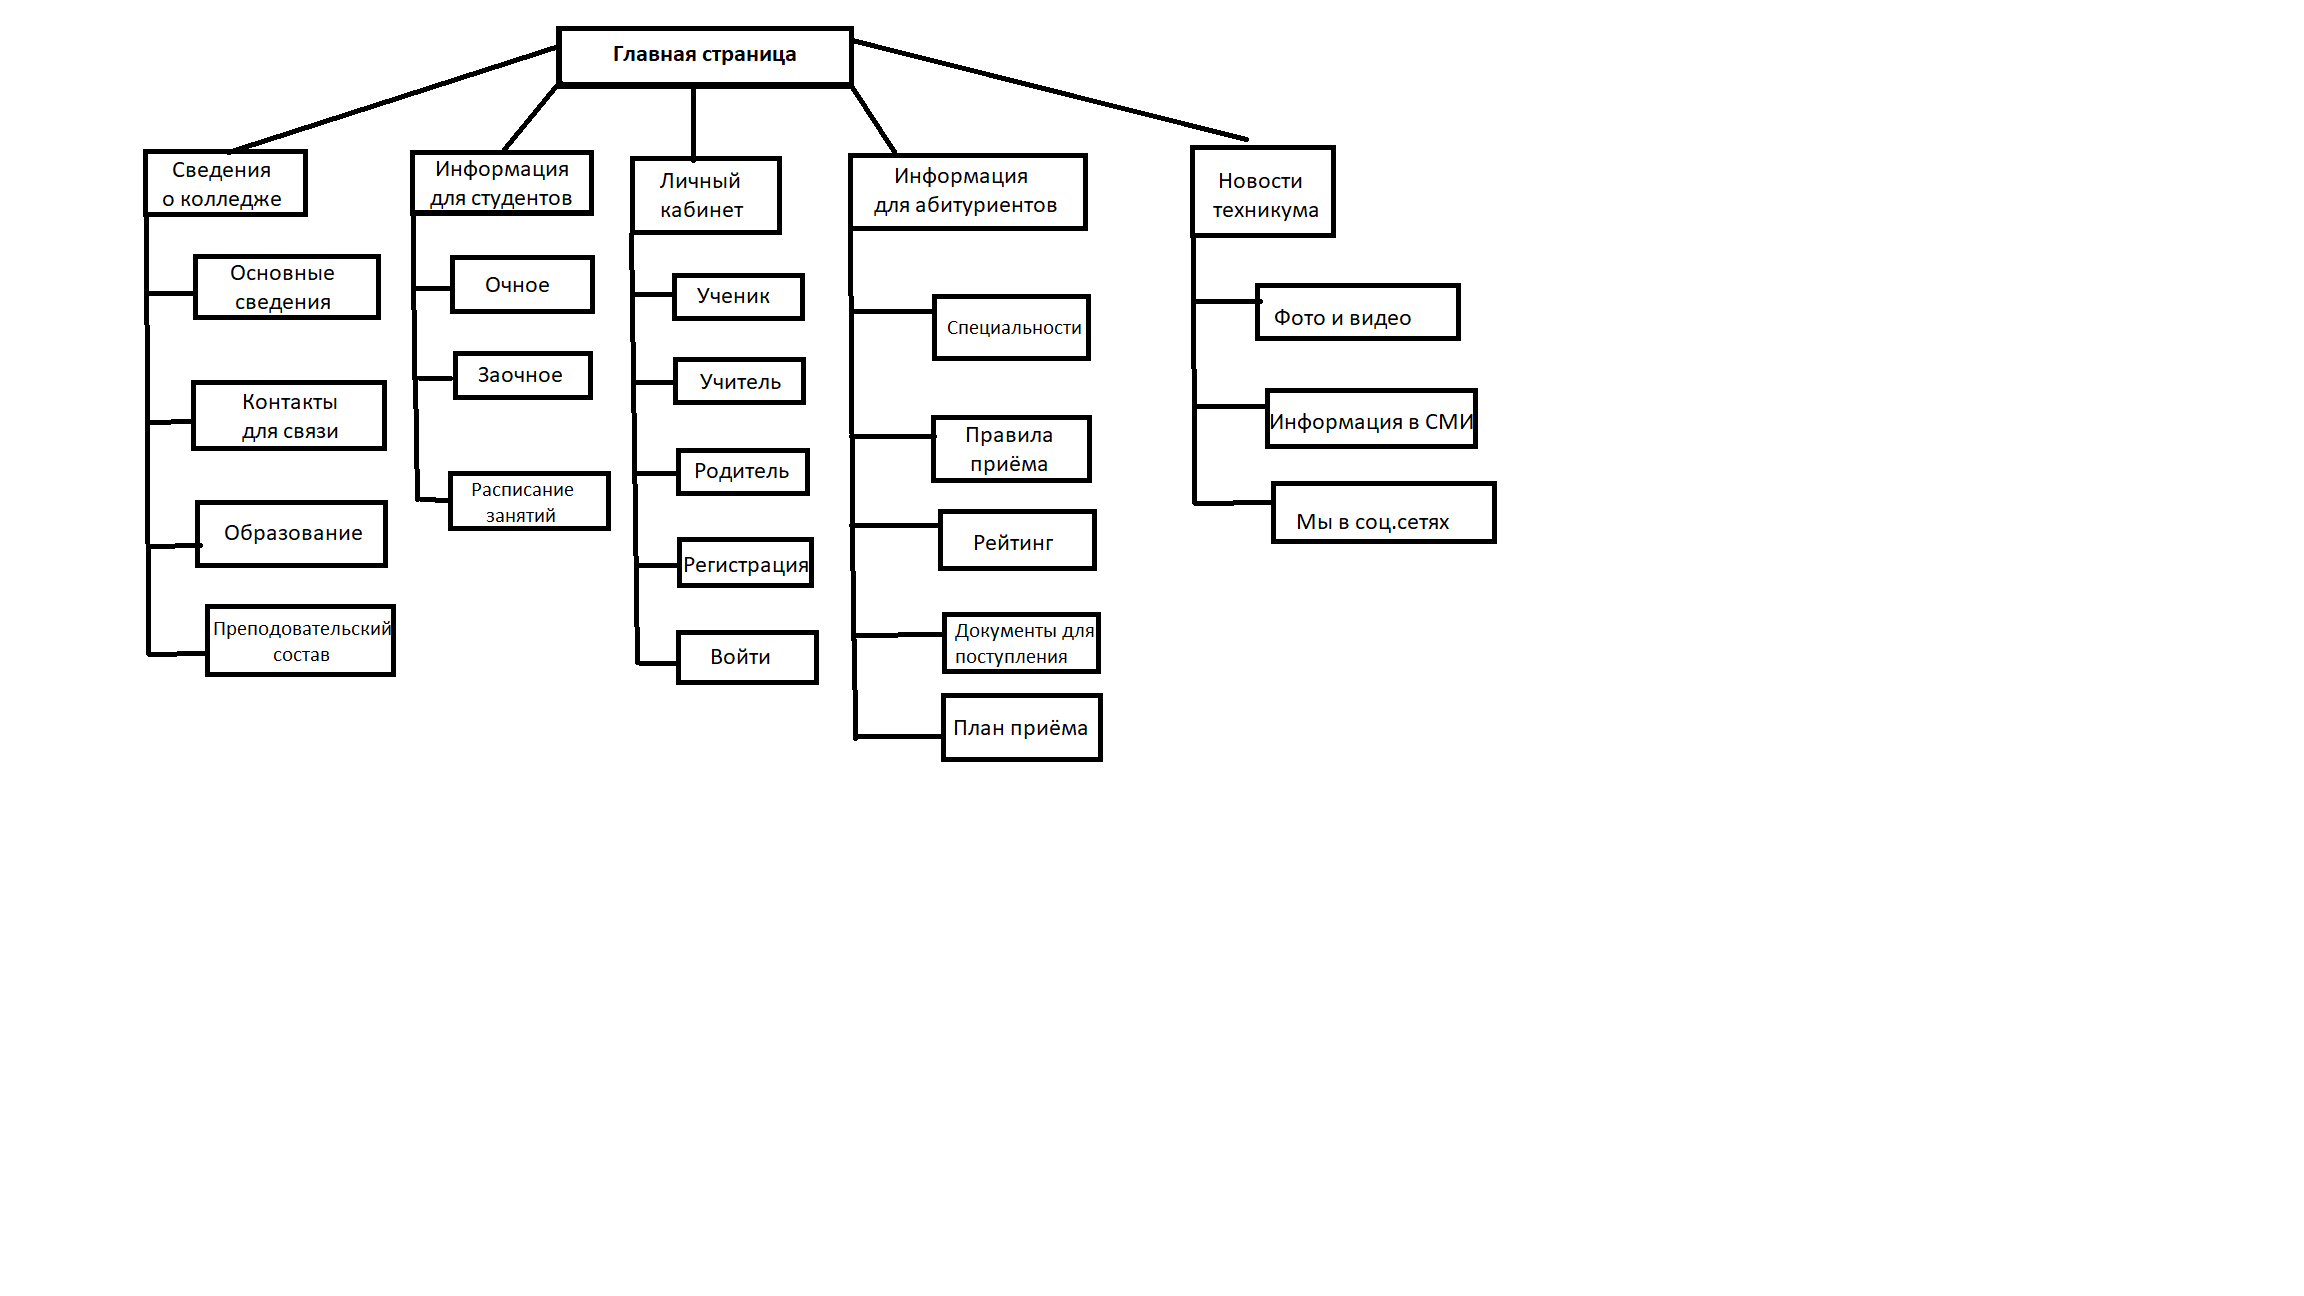 Главная страница
Сведения
о колледже
Основные
сведения
Контакты
для связи
Образование
Преподовательский
состав
Информация
для студентов
Очное
Заочное
Расписание
занятий
Личный
кабинет
Ученик
Учитель
Родитель
Регистрация
Войти
Информация
для абитуриентов
Специальности
Правила
приёма
Рейтинг
Документы для
поступления
План приёма
Новости
техникума
Фото и видео
Информация в СМИ
Мы в соц.сетях